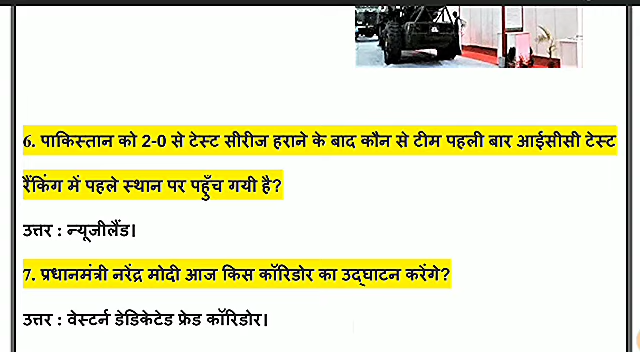 6. पाकिस्तान को 2-0 से टेस्ट सीरीज हराने के बाद कौन से टीम पहली बार आईसीसी टेस्ट
रैंकिंग में पहले स्थान पर पहुँच गयी है?
उत्तर : न्यूजीलैंड।
7. प्रधानमंत्री नरेंद्र मोदी आज किस कॉरिडोर का उद्घाटन करेंगे?
उत्तर : वेस्टर्न डेडिकेटेड फ्रेड कॉरिडोर।